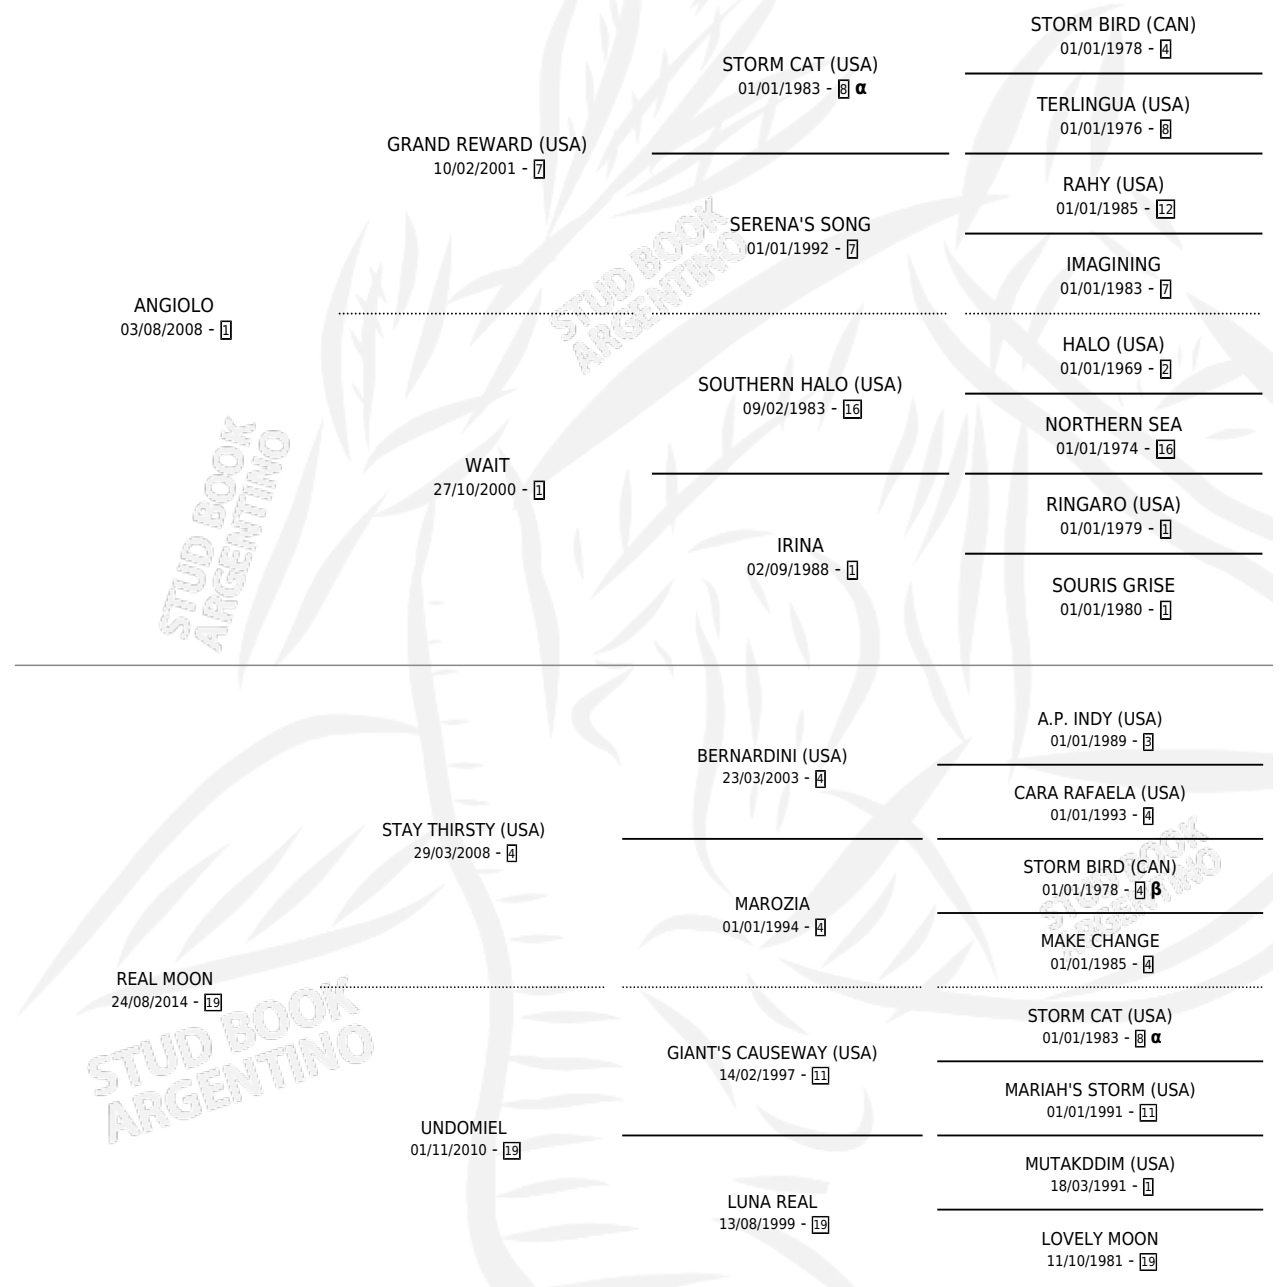 STORM BIRD (CAN)
01/01/1978 - 4
STORM CAT (USA)
01/01/1983 - 8 α
TERLINGUA (USA)
01/01/1976 - 8
GRAND REWARD (USA)
10/02/2001 - 7
RAHY (USA)
01/01/1985 - 12
SERENA'S SONG
01/01/1992 - 7
IMAGINING
01/01/1983 - 7
ANGIOLO
03/08/2008 - 1
HALO (USA)
01/01/1969 - 2
SOUTHERN HALO (USA)
09/02/1983 - 16
NORTHERN SEA
01/01/1974 - 16
WAIT
27/10/2000 - 1
RINGARO (USA)
01/01/1979 - 1
IRINA
02/09/1988 - 1
SOURIS GRISE
01/01/1980 - 1
STUD BOOK
ARGENTINO
STUD BOOK
ARGENTINO
A.P. INDY (USA)
01/01/1989 - 3
BERNARDINI (USA)
23/03/2003 - 4
CARA RAFAELA (USA)
01/01/1993 - 4
STAY THIRSTY (USA)
29/03/2008 - 4
STORM BIRD (CAN)
01/01/1978 - 4 β
MAROZIA
01/01/1994 - 4
MAKE CHANGE
01/01/1985 - 4
REAL MOON
24/08/2014 - 19
STORM CAT (USA)
01/01/1983 - 8 α
GIANT'S CAUSEWAY (USA)
14/02/1997 - 11
MARIAH'S STORM (USA)
01/01/1991 - 11
UNDOMIEL
01/11/2010 - 19
MUTAKDDIM (USA)
18/03/1991 - 1
LUNA REAL
13/08/1999 - 19
LOVELY MOON
11/10/1981 - 19
STUD BOOK
ARGENTINO
STUD BOOK
ARGENTINO